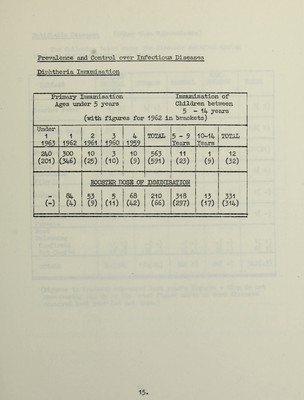 Prevalence and Control over Infectious Diseases
Diphtheria Immunisation
Primary Immunisation Immunisation of
Ages under 5 years Children between
5 - 14 years
(with figures for 1962 in brackets)
Under
1 1 2 3 4 TOTAL 5 - 9 10-14 TOTAL
1963 1962 1961 1960 1959 Years Years
240 300 10 3 10 563 11 1 12
(201) (346) (25) (10) (9) (591) (23) (9) (32)
BOOSTER DOSE OF IMMUNISATION
- 84 53 5 68 210 318 13 331
(-) (4) (9) (11) (42) (66) (297) (17) (314)
15.